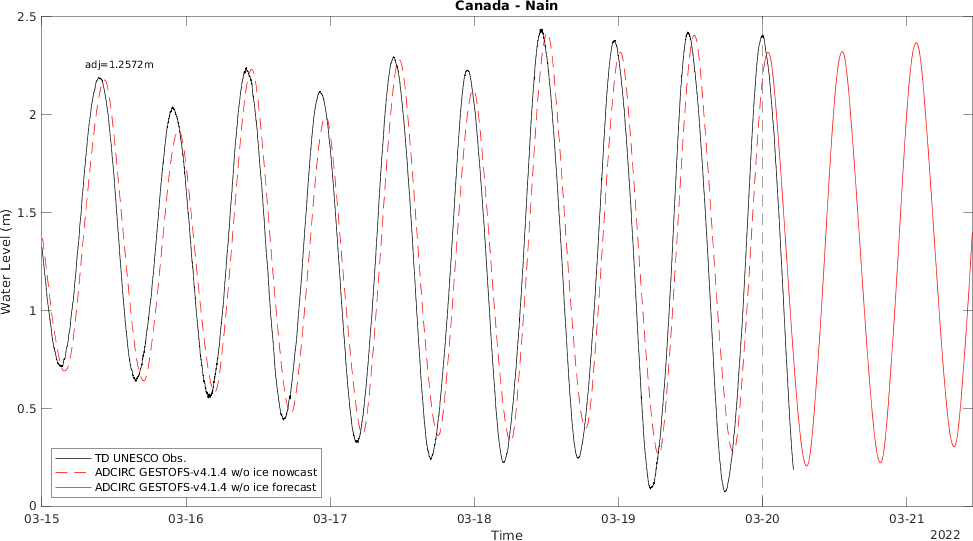 Canada - Nain
2.5
adj=1.2572m
2
1.5
Water Level (m)
1
0.5
TD UNESCO Obs.
ADCIRC GESTOFS-v4.1.4 w/o ice nowcast
ADCIRC GESTOFS-v4.1.4 w/o ice forecast
0
03-15 03-16 03-17 03-18 03-19 03-20 03-21
Time
2022